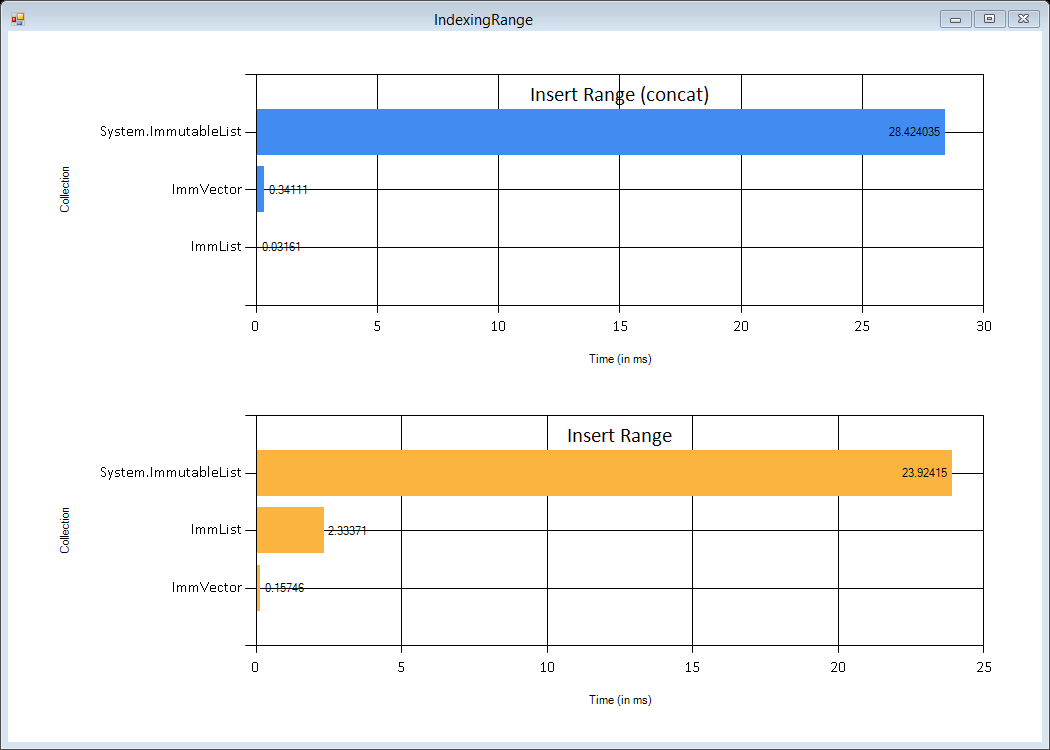 IndexingRange
Insert Range (concat)
System.ImmutableList
28.424035
ImmVector
0.34111
ImmList
0.03161
Collection
0 5 10 15 20 25 30
Time (in ms)
Insert Range
System.ImmutableList
23.92415
ImmList
2.33371
ImmVector
0.15746
Collection
0 5 10 15 20 25
Time (in ms)